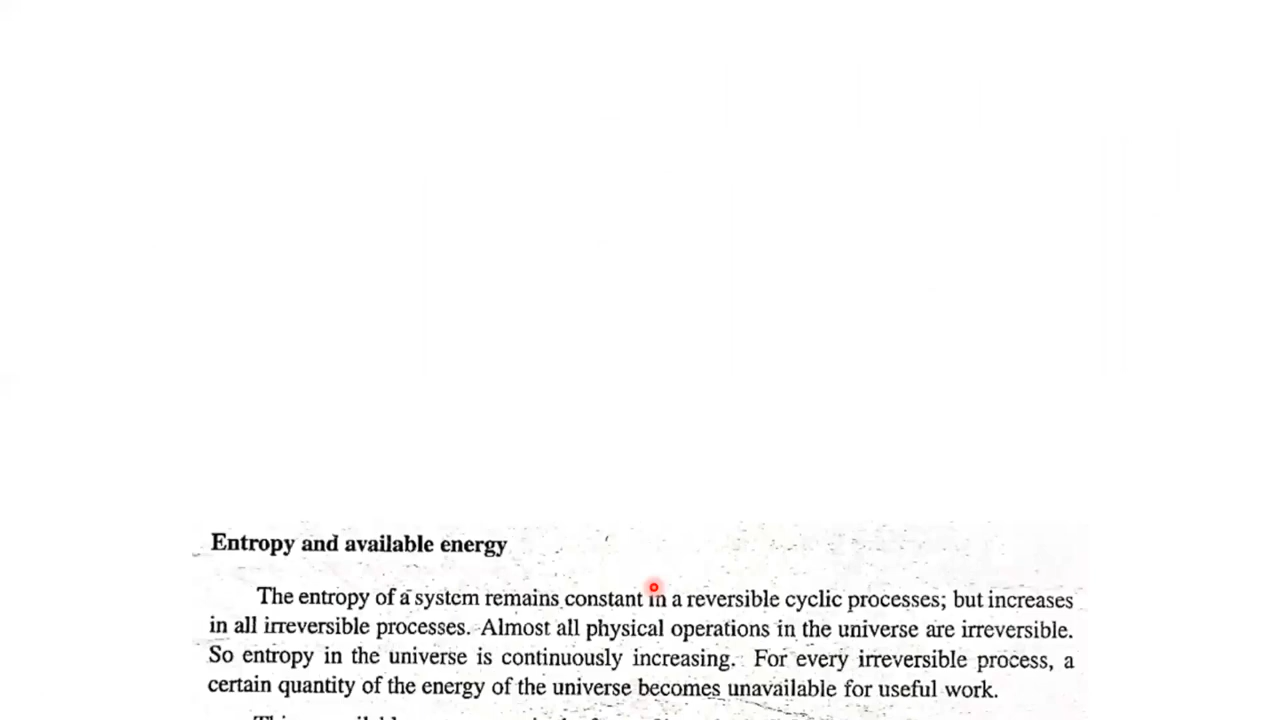 Entropy and available energy
The entropy of a system remains constant in a reversible cyclic processes; but increases
in all irreversible processes. Almost all physical operations in the universe are irreversible.
So entropy in the universe is continuously increasing. For every irreversible process, a
certain quantity of the energy of the universe becomes unavailable for useful work.